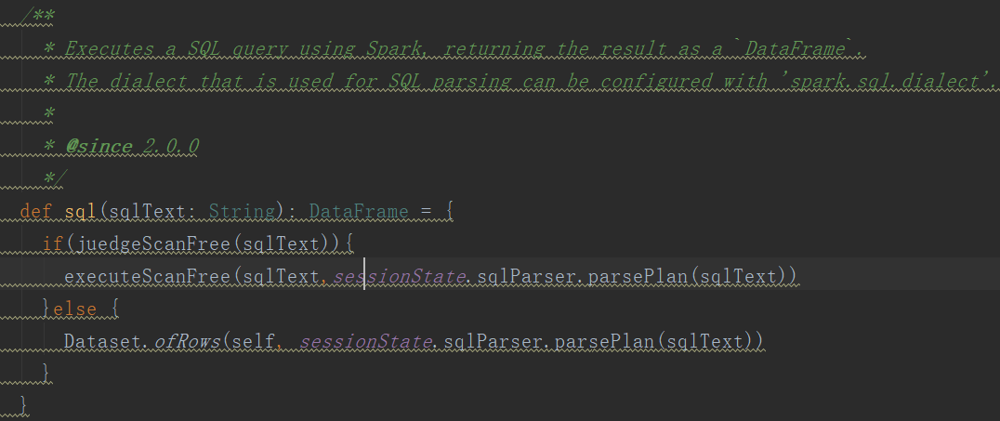 /**
 * Executes a SQL query using Spark, returning the result as a `DataFrame`.
 * The dialect that is used for SQL parsing can be configured with 'spark.sql.dialect'.
 *
 * @since 2.0.0
 */
def sql(sqlText: String): DataFrame = {
  if(juedgeScanFree(sqlText)){
    executeScanFree(sqlText,sessionState.sqlParser.parsePlan(sqlText))
  }else {
    Dataset.ofRows(self, sessionState.sqlParser.parsePlan(sqlText))
  }
}